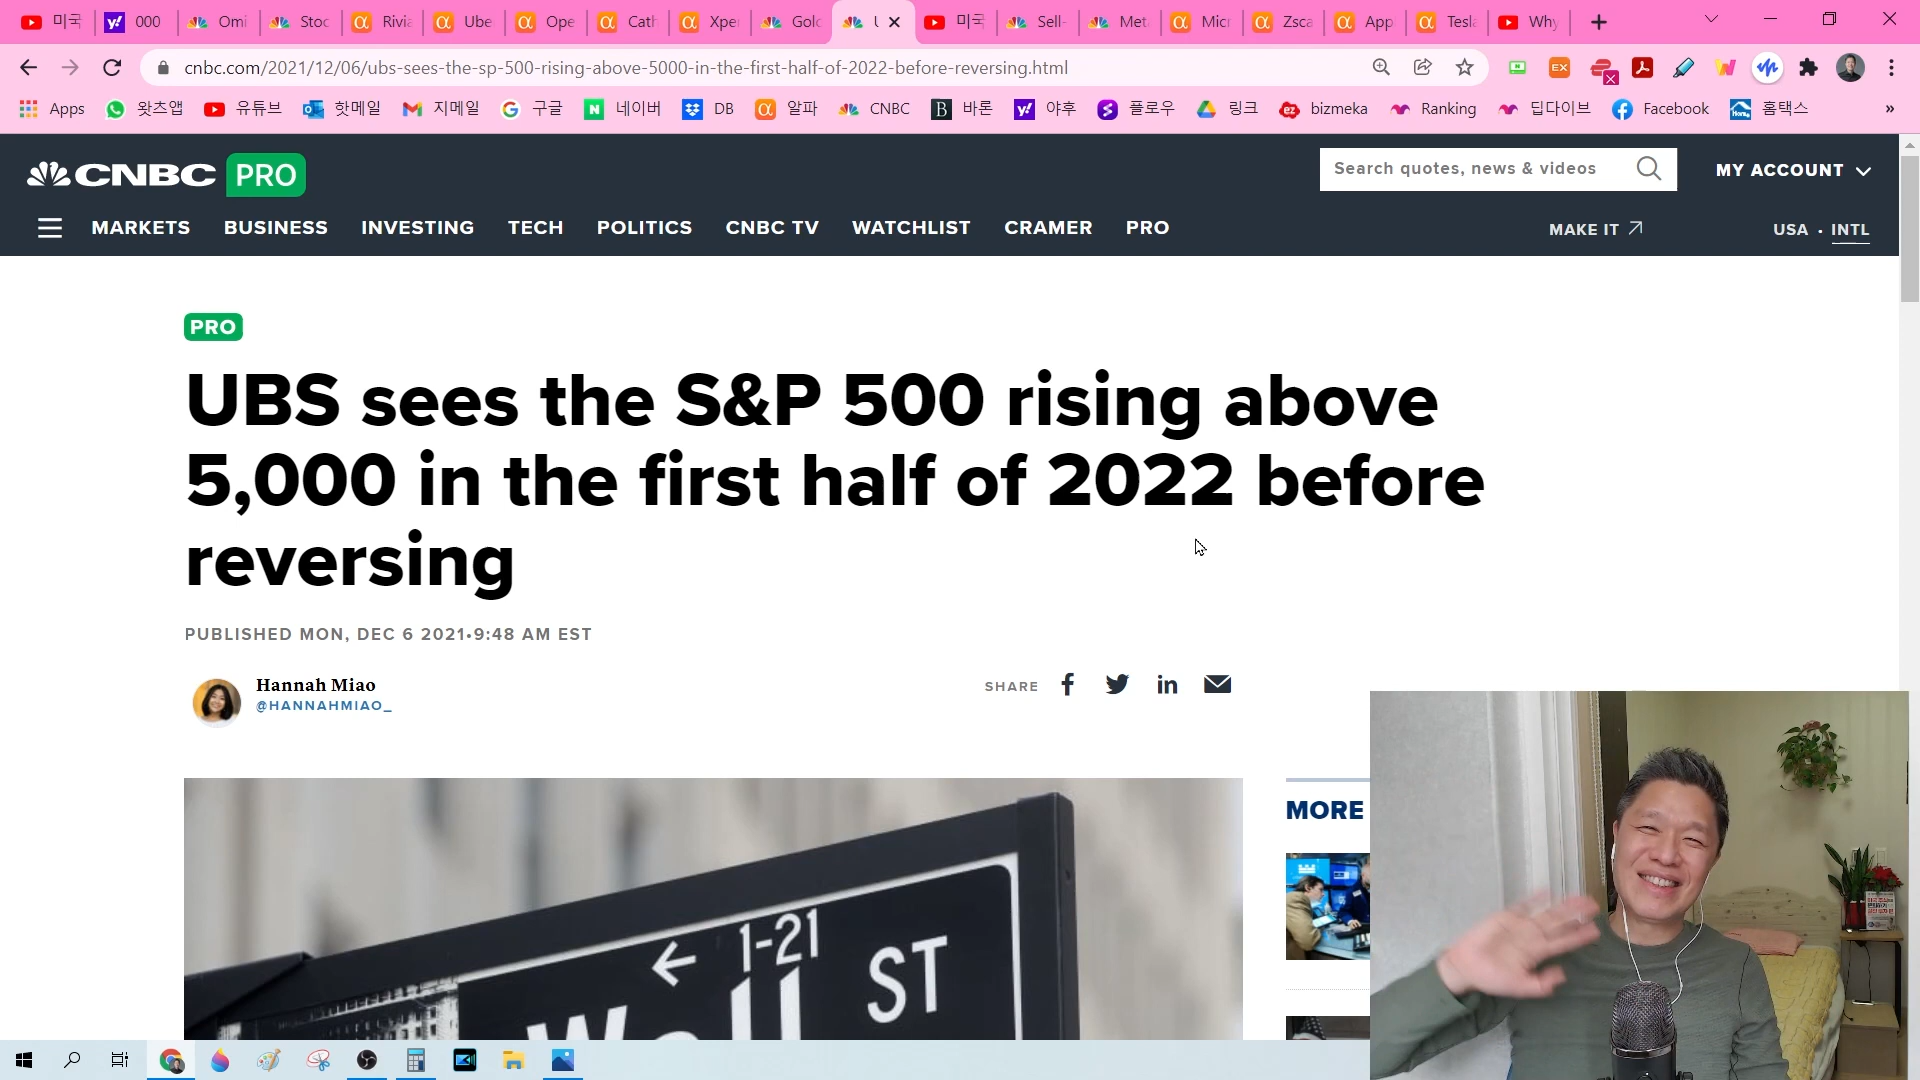 미국
000
Omi
Stoc
Rivia
Ube
Ope
Cath
Xper
Golc
미국
Sell-
Met
Micr
Zsca
App
Tesla
Why
cnbc.com/2021/12/06/ubs-sees-the-sp-500-rising-above-5000-in-the-first-half-of-2022-before-reversing.html
Apps 왓츠앱 유튜브 핫메일 지메일 구글 네이버 DB 알파 CNBC 바론 야후 플로우 링크 bizmeka Ranking 딥다이브 Facebook 홈택스 »
CNBC PRO
Search quotes, news & videos
MY ACCOUNT
MARKETS BUSINESS INVESTING TECH POLITICS CNBC TV WATCHLIST CRAMER PRO
MAKE IT
USA • INTL
PRO
UBS sees the S&P 500 rising above
5,000 in the first half of 2022 before
reversing
PUBLISHED MON, DEC 6 2021•9:48 AM EST
Hannah Miao
@HANNAHMIAO_
SHARE
MORE
1-21
Wall ST